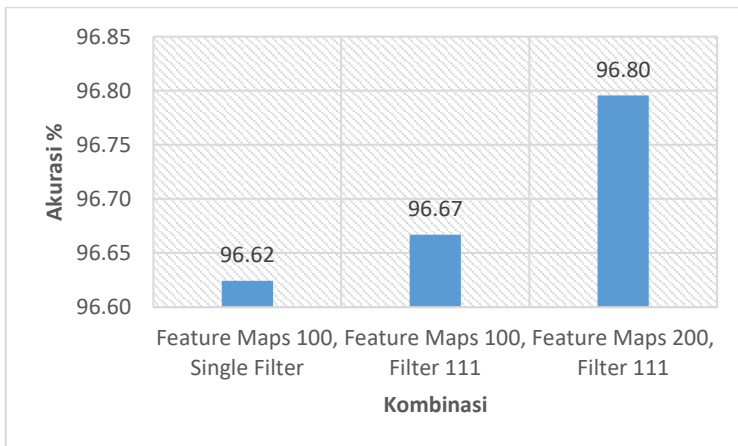 96.85
96.80
96.75
96.70
96.65
96.60
Akurasi %
96.62
96.67
96.80
Feature Maps 100,
Single Filter
Feature Maps 100,
Filter 111
Feature Maps 200,
Filter 111
Kombinasi